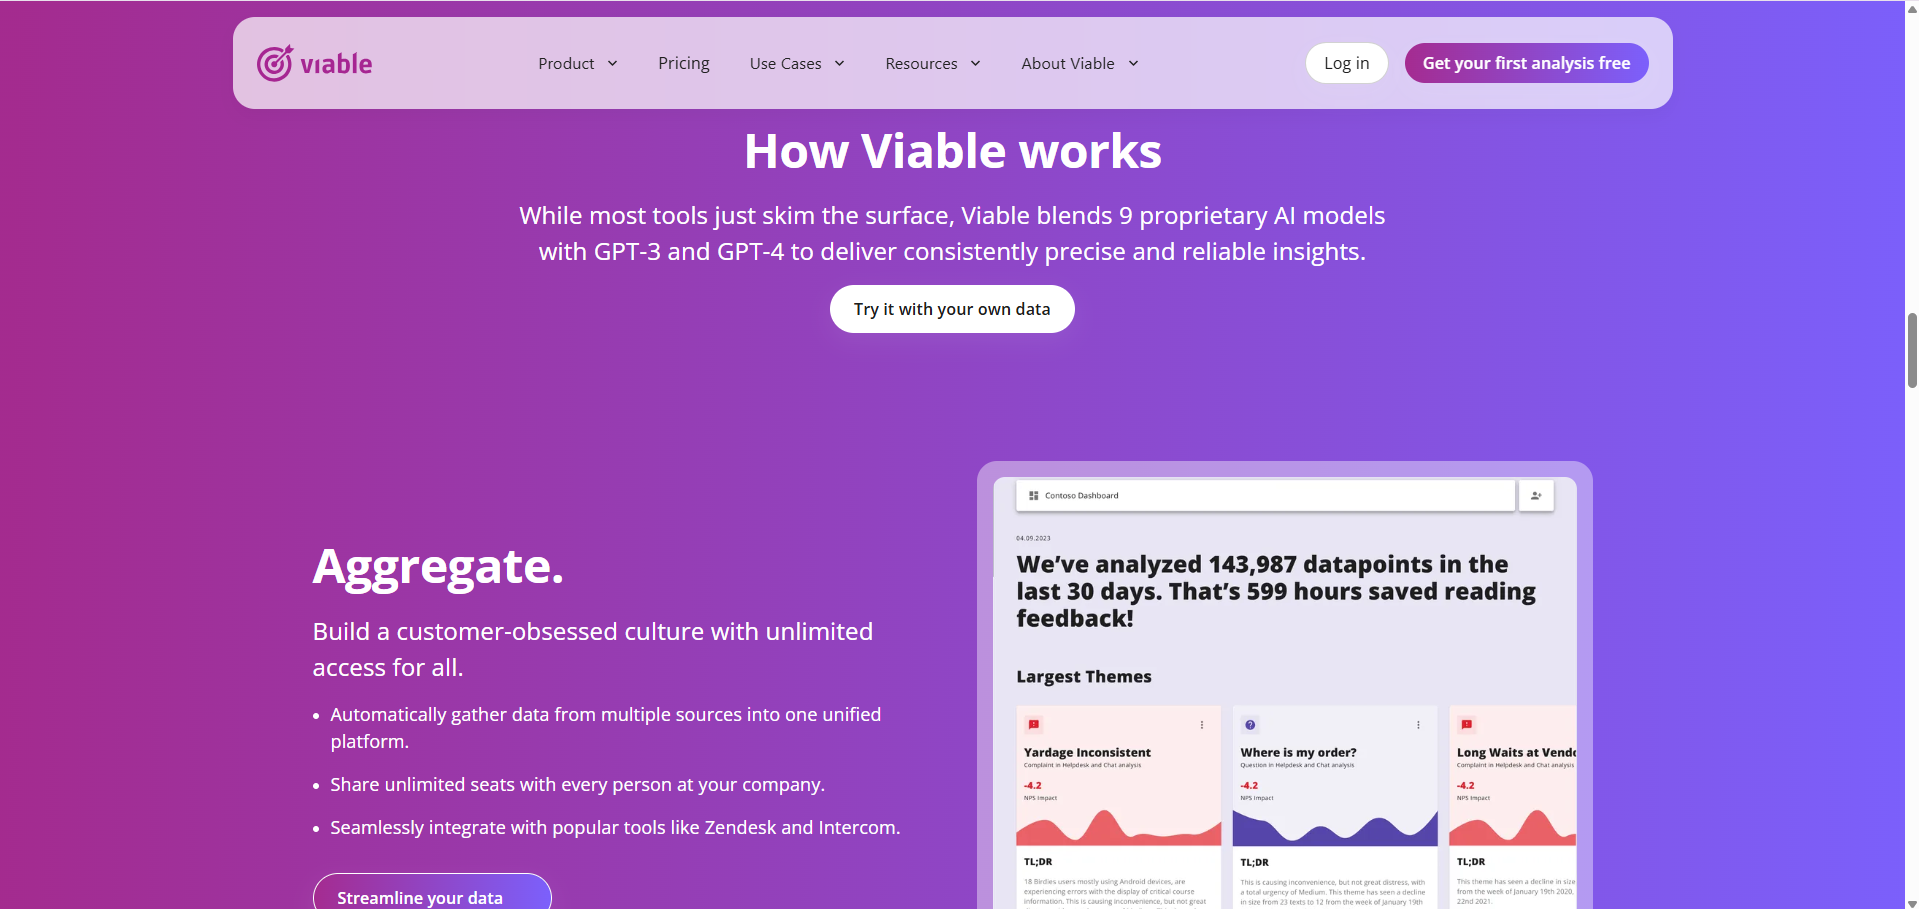 viable
Product
Pricing
Use Cases
Resources
About Viable
Log in
Get your first analysis free
How Viable works
While most tools just skim the surface, Viable blends 9 proprietary AI models
with GPT-3 and GPT-4 to deliver consistently precise and reliable insights.
Try it with your own data
Aggregate.
Build a customer-obsessed culture with unlimited
access for all.
• Automatically gather data from multiple sources into one unified
platform.
• Share unlimited seats with every person at your company.
• Seamlessly integrate with popular tools like Zendesk and Intercom.
Streamline your data
Contoso Dashboard
04.09.2023
We’ve analyzed 143,987 datapoints in the
last 30 days. That’s 599 hours saved reading
feedback!
Largest Themes
Yardage Inconsistent
Complaint in Helpdesk and Chat analysis
-4.2
NPS Impact
TL;DR
18 Birdies users mostly using Android devices, are
experiencing errors with the display of critical course
information. This is causing inconvenience, but not great
Where is my order?
Question in Helpdesk and Chat analysis
-4.2
NPS Impact
TL;DR
This is causing inconvenience, but not great distress, with
a total urgency of Medium. This theme has seen a decline
in size from 23 texts to 12 from the week of January 19th
Long Waits at Vendo
Complaint in Helpdesk and Chat analysis
-4.2
NPS Impact
TL;DR
This theme has seen a decline in size
from the week of January 19th 2020,
22nd 2021.